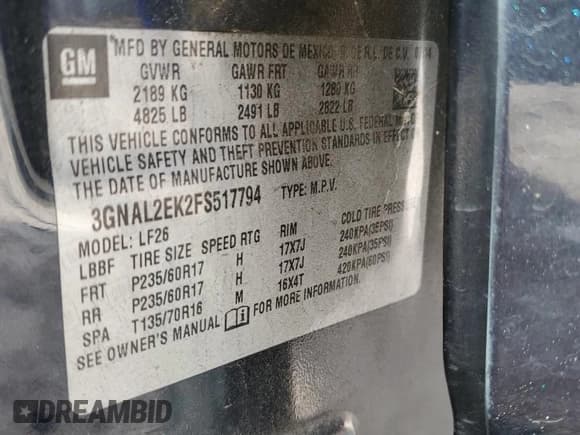 GM
MFD BY GENERAL MOTORS DE MEXICO, S. DE R.L. DE C.V.
GVWR GAWR FRT GAWR RR
2189 KG 1130 KG 1280 KG
4825 LB 2491 LB 2822 LB
THIS VEHICLE CONFORMS TO ALL APPLICABLE U.S. FEDERAL
VEHICLE SAFETY AND THEFT PREVENTION STANDARDS IN EFFECT
THE DATE OF MANUFACTURE SHOWN ABOVE.
3GNAL2EK2FS517794 TYPE: M.P.V.
MODEL: LF26
LBBF TIRE SIZE SPEED RTG RIM COLD TIRE PRESSURE
FRT P235/60R17 H 17X7J 240KPA(35PSI)
RR P235/60R17 H 17X7J 240KPA(35PSI)
SPA T135/70R16 M 16X4T 420KPA(60PSI)
SEE OWNER'S MANUAL FOR MORE INFORMATION.
DREAMBID